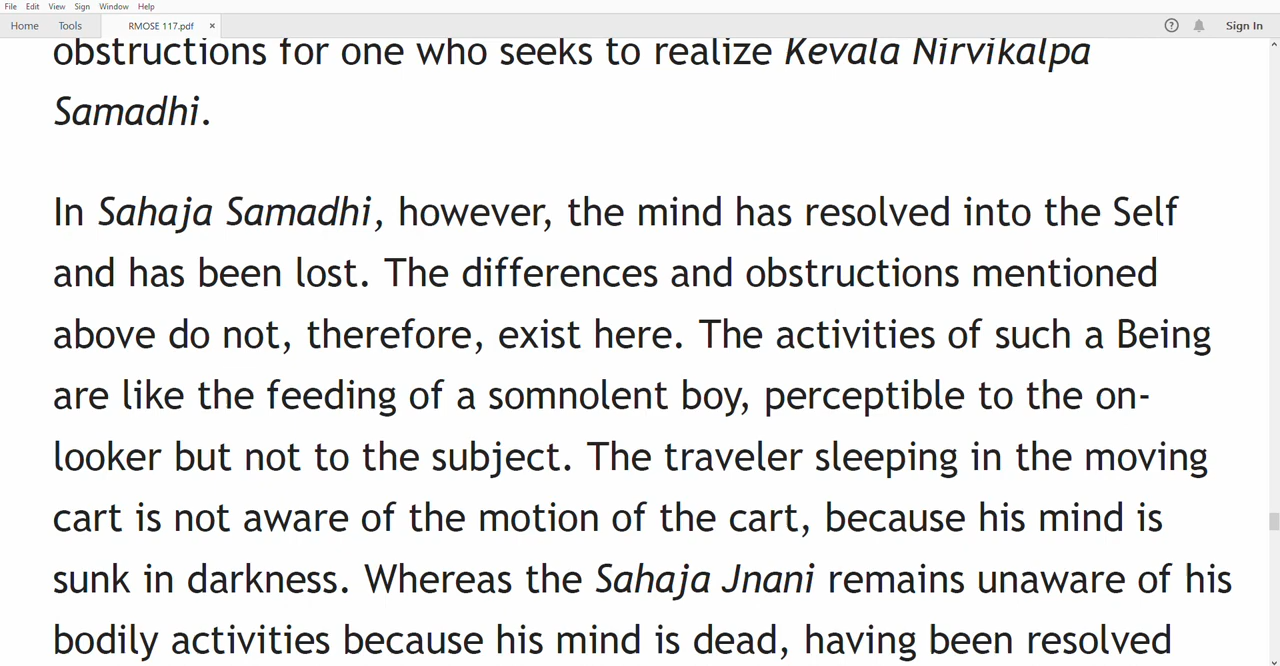 File Edit View Sign Window Help
Home Tools RMOSE 117.pdf × ? Sign In
obstructions for one who seeks to realize Kevala Nirvikalpa
Samadhi.
In Sahaja Samadhi, however, the mind has resolved into the Self
and has been lost. The differences and obstructions mentioned
above do not, therefore, exist here. The activities of such a Being
are like the feeding of a somnolent boy, perceptible to the on-
looker but not to the subject. The traveler sleeping in the moving
cart is not aware of the motion of the cart, because his mind is
sunk in darkness. Whereas the Sahaja Jnani remains unaware of his
bodily activities because his mind is dead, having been resolved